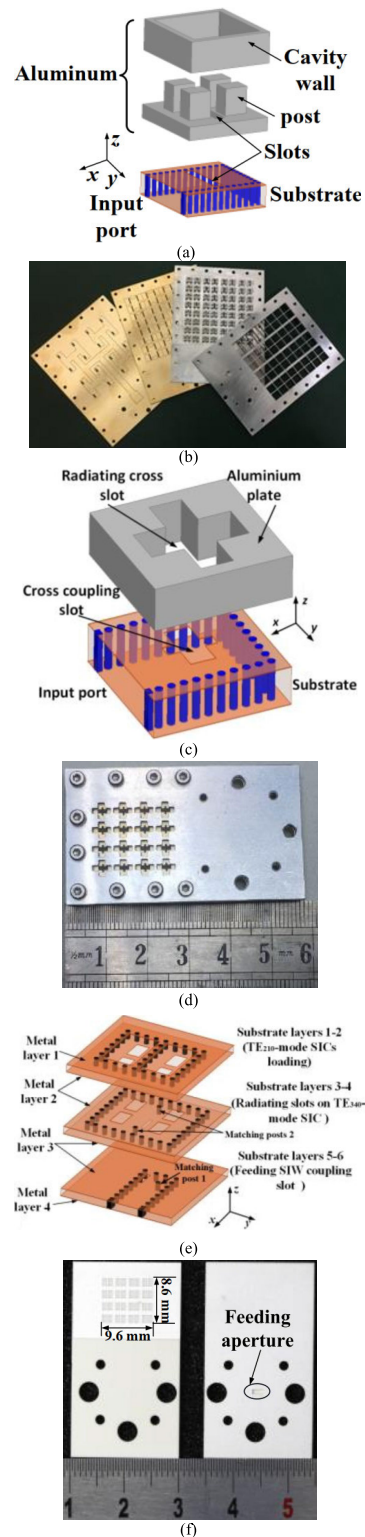 Aluminum
Cavity
wall
post
Slots
z
x
y
Input
port
Substrate
(a)
(b)
Radiating cross
slot
Aluminium
plate
Cross coupling
slot
z
x
y
Input port
Substrate
(c)
½mm 1 2 3 4 5 m 6
(d)
Metal
layer 1
Substrate layers 1-2
(TE210-mode SICs
loading)
Metal
layer 2
Substrate layers 3-4
(Radiating slots on TE340-
mode SIC)
Matching posts 2
Metal
layer 3
Matching
post 1
Substrate layers 5-6
(Feeding SIW coupling
slot )
Metal
layer 4
z
x
y
(e)
8.6 mm
9.6 mm
Feeding
aperture
1 2 3 4 5
(f)